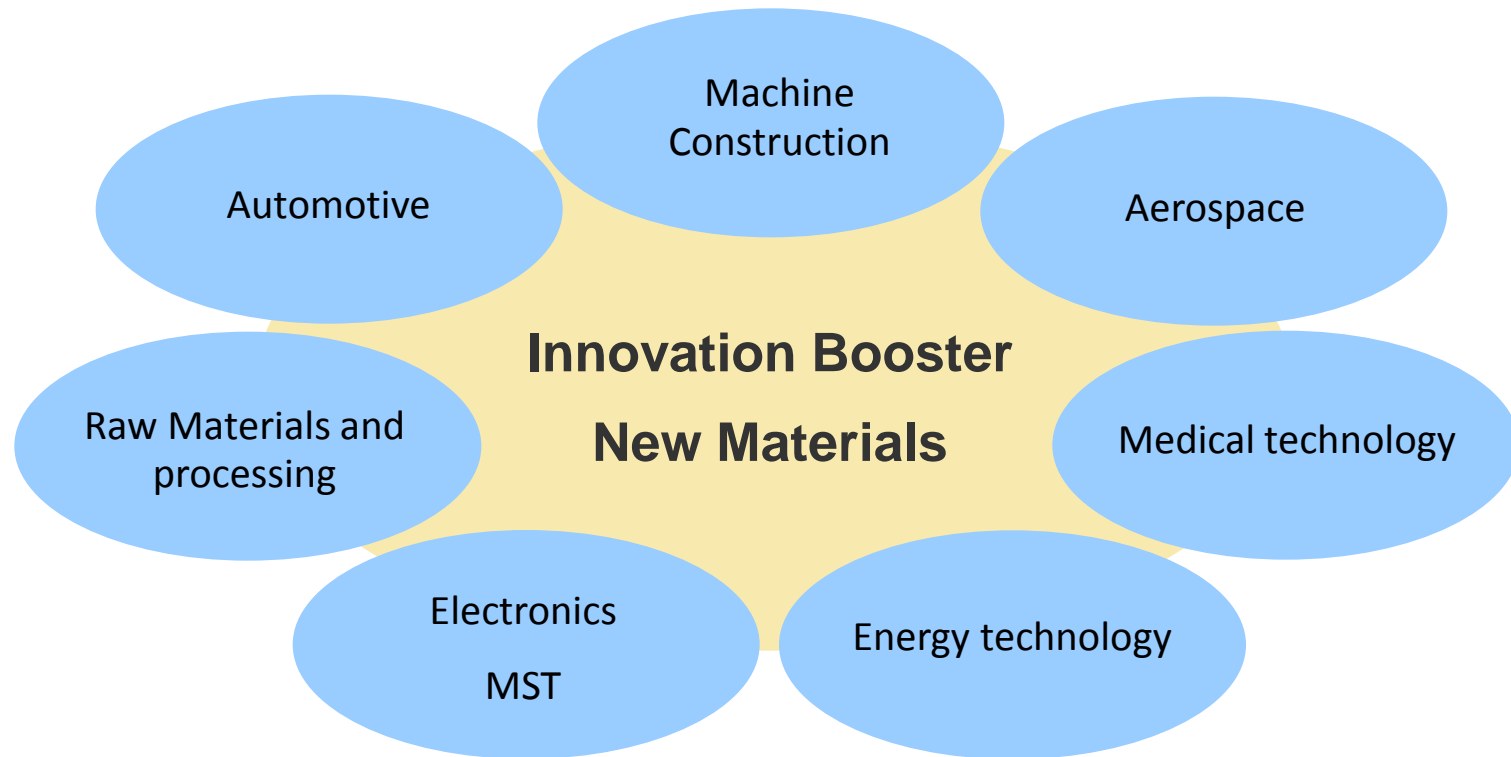 Machine
Construction
Automotive
Aerospace
Innovation Booster
New Materials
Raw Materials and
processing
Medical technology
Electronics
MST
Energy technology